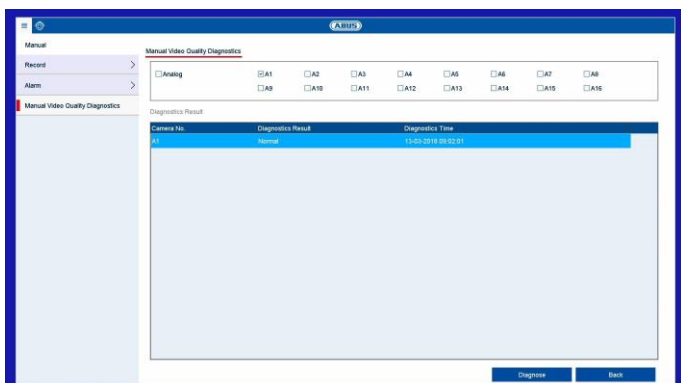 ABUS
Manual
Manual Video Quality Diagnostics
Record
Analog A1 A2 A3 A4 A5 A6 A7 A8
Alarm
A9 A10 A11 A12 A13 A14 A15 A16
Manual Video Quality Diagnostics
Diagnostics Result
Camera No. Diagnostics Result Diagnostics Time
A1 Normal 13-03-2018 09:02:01
Diagnose Back